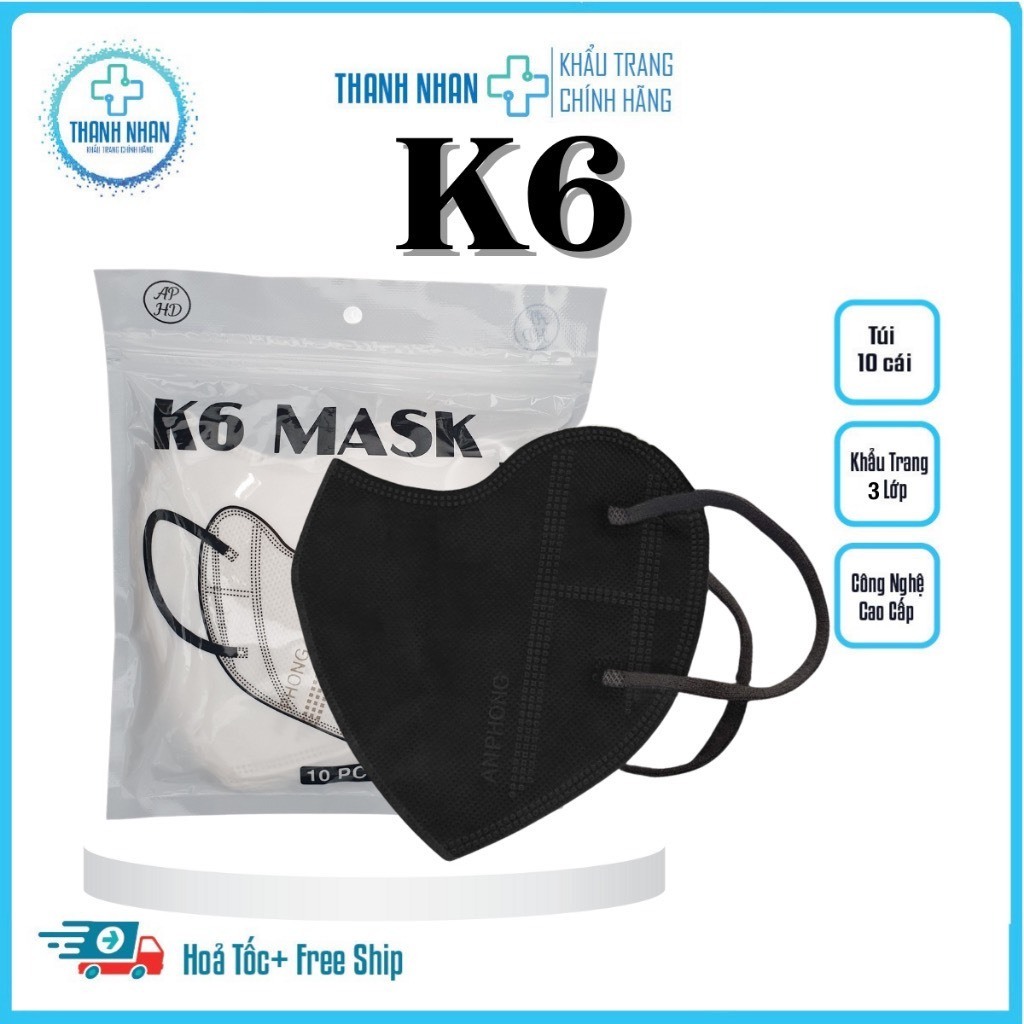 THANH NHAN
KHẨU TRANG CHÍNH HÃNG
THANH NHAN
KHẨU TRANG
CHÍNH HÃNG
K6
AP
HD
K6 MASK
PHONG
10 PC
ANPHONG
Túi
10 cái
Khẩu Trang
3 Lớp
Công Nghệ
Cao Cấp
Hoả Tốc+ Free Ship